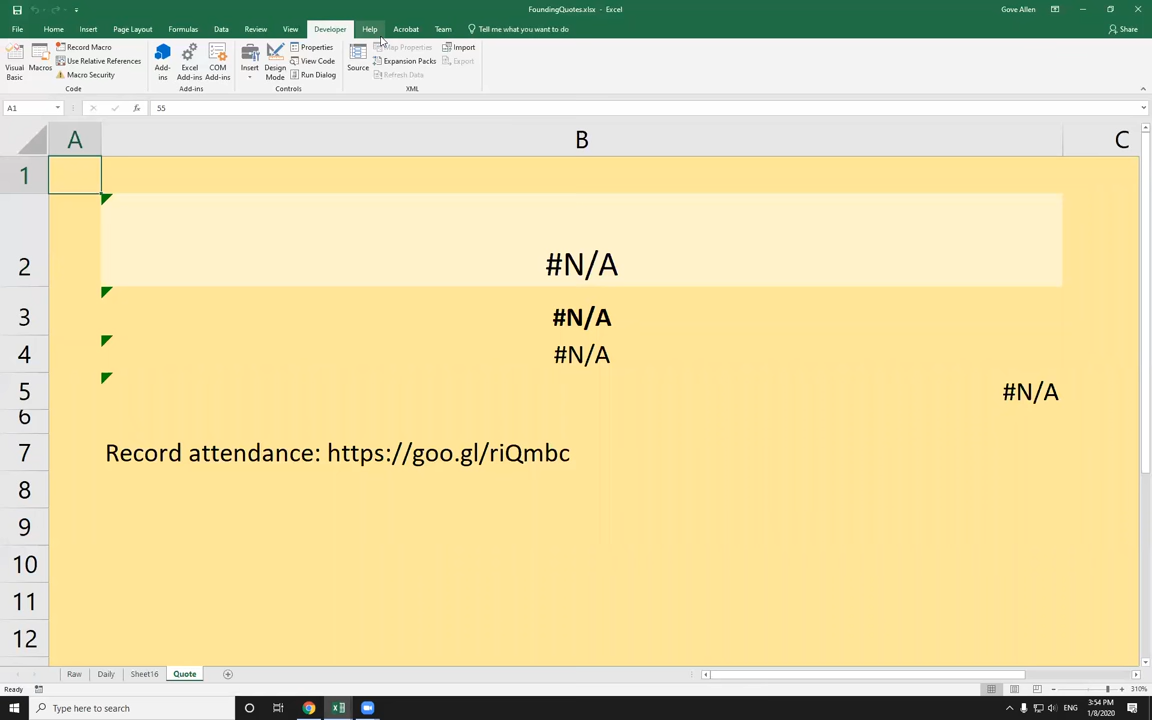 FoundingQuotes.xlsx - Excel
Gove Allen
File Home Insert Page Layout Formulas Data Review View Developer Help Acrobat Team Tell me what you want to do Share
Visual Basic
Macros
Record Macro
Use Relative References
Macro Security
Code
Add-ins
Excel Add-ins
COM Add-ins
Add-ins
Insert
Design Mode
Properties
View Code
Run Dialog
Controls
Source
Map Properties
Expansion Packs
Refresh Data
Import
Export
XML
A1 fx 55
A B C
1
2 #N/A
3 #N/A
4 #N/A
5 #N/A
6
7 Record attendance: https://goo.gl/riQmbc
8
9
10
11
12
Raw Daily Sheet16 Quote
Ready 310%
Type here to search
ENG 3:54 PM
1/8/2020